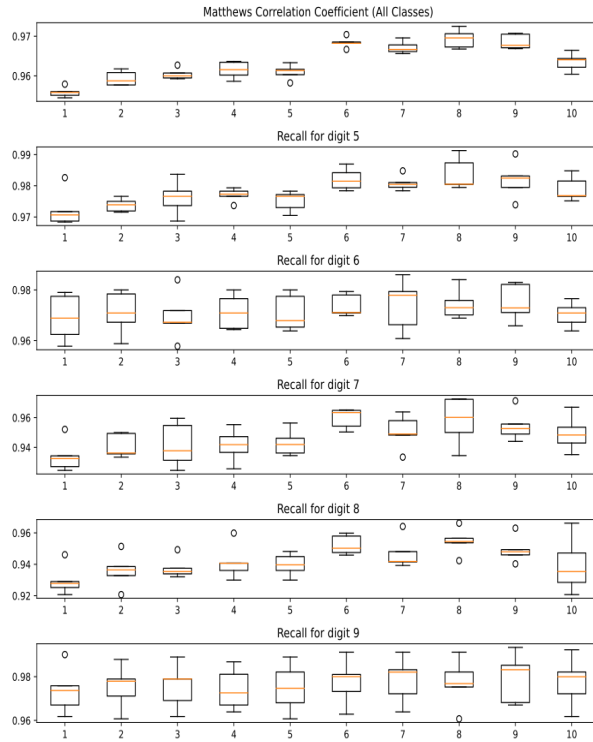 Matthews Correlation Coefficient (All Classes)
0.97
0.96
1 2 3 4 5 6 7 8 9 10
Recall for digit 5
0.99
0.98
0.97
1 2 3 4 5 6 7 8 9 10
Recall for digit 6
0.98
0.96
1 2 3 4 5 6 7 8 9 10
Recall for digit 7
0.96
0.94
1 2 3 4 5 6 7 8 9 10
Recall for digit 8
0.96
0.94
0.92
1 2 3 4 5 6 7 8 9 10
Recall for digit 9
0.98
0.96
1 2 3 4 5 6 7 8 9 10